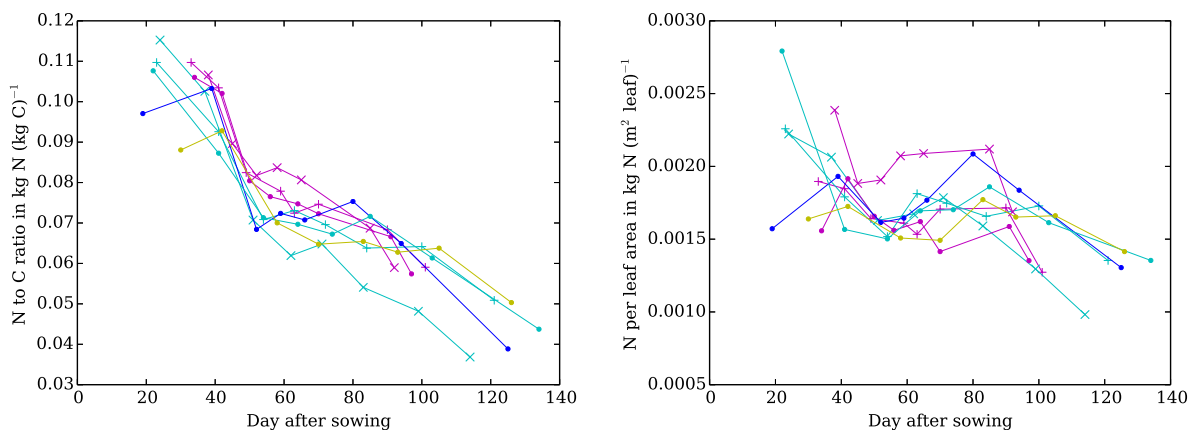 0.12
0.11
0.10
0.09
0.08
0.07
0.06
0.05
0.04
0.03
N to C ratio in kg N (kg C)⁻¹
0 20 40 60 80 100 120 140
Day after sowing
0.0030
0.0025
0.0020
0.0015
0.0010
0.0005
N per leaf area in kg N (m² leaf)⁻¹
0 20 40 60 80 100 120 140
Day after sowing